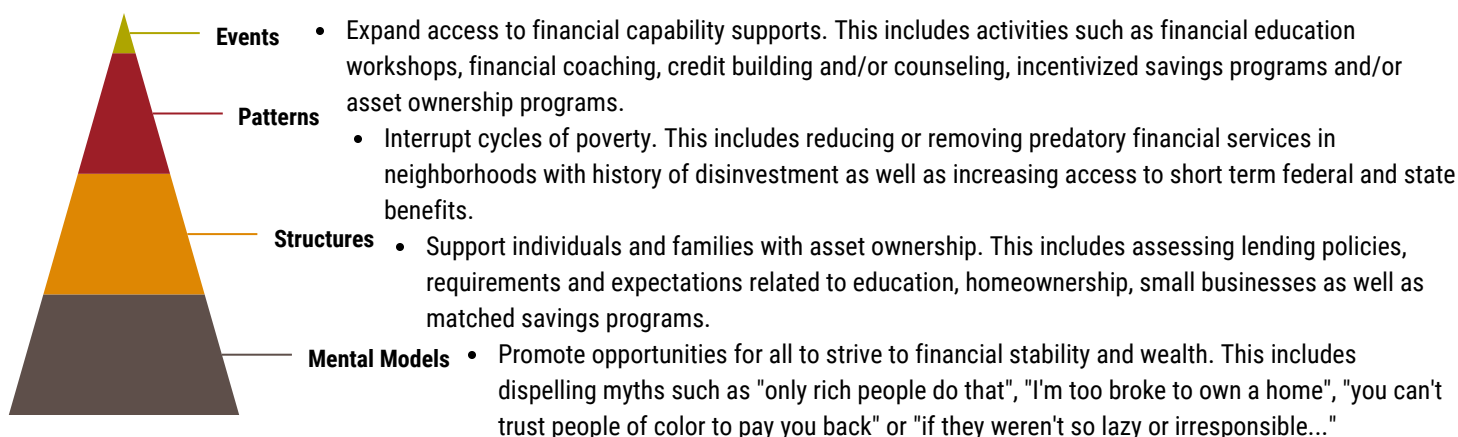 Events
• Expand access to financial capability supports. This includes activities such as financial education
workshops, financial coaching, credit building and/or counseling, incentivized savings programs and/or
asset ownership programs.
Patterns
• Interrupt cycles of poverty. This includes reducing or removing predatory financial services in
neighborhoods with history of disinvestment as well as increasing access to short term federal and state
benefits.
Structures
• Support individuals and families with asset ownership. This includes assessing lending policies,
requirements and expectations related to education, homeownership, small businesses as well as
matched savings programs.
Mental Models
• Promote opportunities for all to strive to financial stability and wealth. This includes
dispelling myths such as "only rich people do that", "I'm too broke to own a home", "you can't
trust people of color to pay you back" or "if they weren't so lazy or irresponsible..."